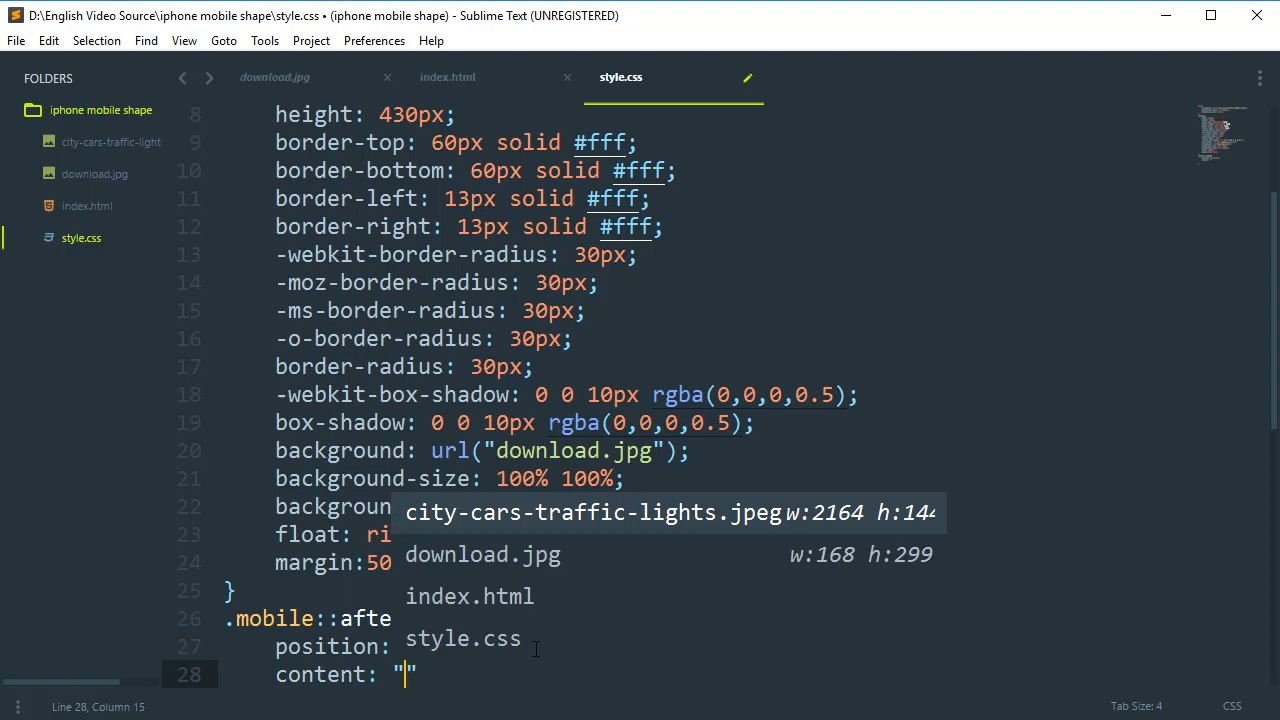 D:\English Video Source\iphone mobile shape\style.css • (iphone mobile shape) - Sublime Text (UNREGISTERED)
File Edit Selection Find View Goto Tools Project Preferences Help
FOLDERS
iphone mobile shape
city-cars-traffic-light
download.jpg
index.html
style.css
download.jpg index.html style.css
8 height: 430px;
9 border-top: 60px solid #fff;
10 border-bottom: 60px solid #fff;
11 border-left: 13px solid #fff;
12 border-right: 13px solid #fff;
13 -webkit-border-radius: 30px;
14 -moz-border-radius: 30px;
15 -ms-border-radius: 30px;
16 -o-border-radius: 30px;
17 border-radius: 30px;
18 -webkit-box-shadow: 0 0 10px rgba(0,0,0,0.5);
19 box-shadow: 0 0 10px rgba(0,0,0,0.5);
20 background: url("download.jpg");
21 background-size: 100% 100%;
22 backgroun
23 float: ri
24 margin:50
25 }
26 .mobile::afte
27 position:
28 content: ""
city-cars-traffic-lights.jpeg w:2164 h:144
download.jpg w:168 h:299
index.html
style.css
Line 28, Column 15 Tab Size: 4 CSS